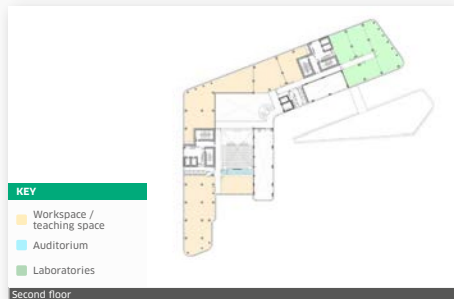 KEY
Workspace /
teaching space
Auditorium
Laboratories
Second floor